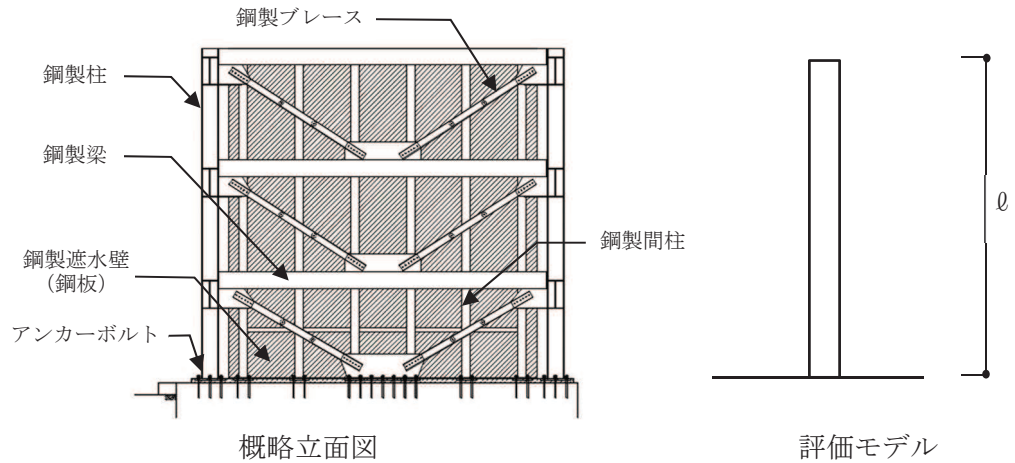 鋼製ブレース
鋼製柱
鋼製梁
鋼製間柱
鋼製遮水壁
(鋼板)
アンカーボルト
ℓ
概略立面図
評価モデル